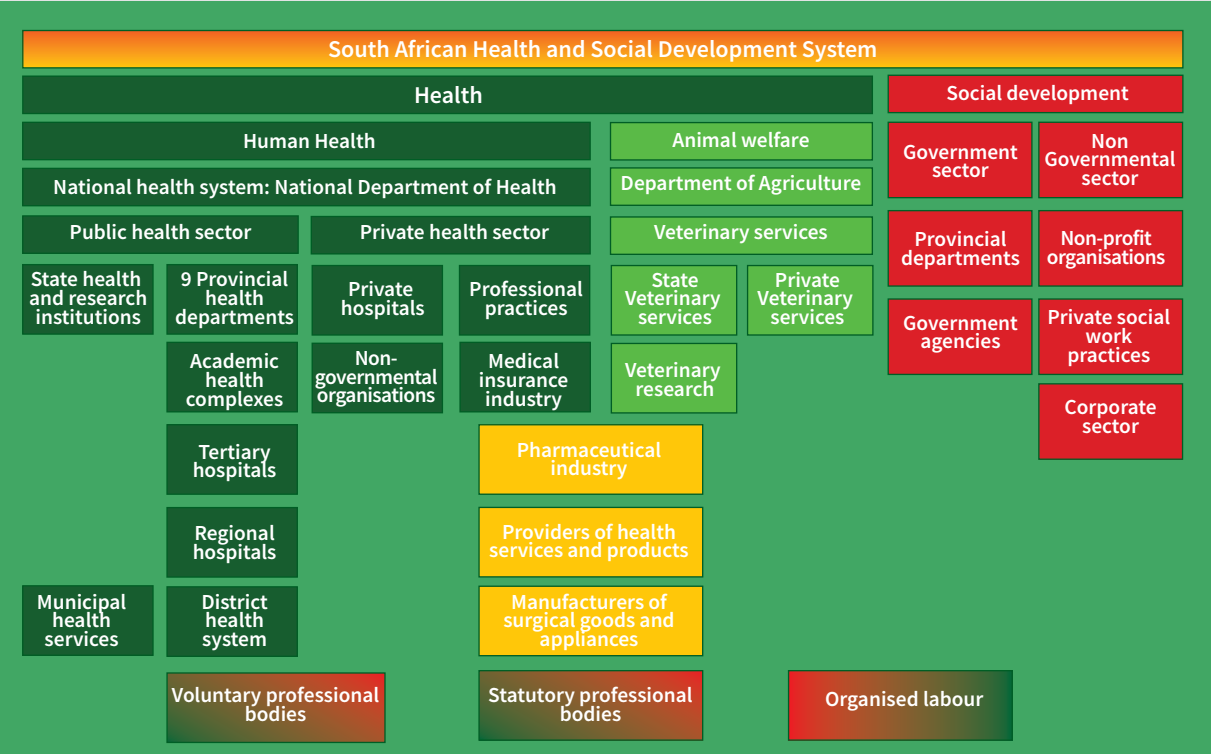 South African Health and Social Development System
Health
Social development
Human Health
Animal welfare
Government
sector
Non
Governmental
sector
National health system: National Department of Health
Department of Agriculture
Public health sector
Private health sector
Veterinary services
Provincial
departments
Non-profit
organisations
State health
and research
institutions
9 Provincial
health
departments
Private
hospitals
Professional
practices
State
Veterinary
services
Private
Veterinary
services
Government
agencies
Private social
work
practices
Academic
health
complexes
Non-
governmental
organisations
Medical
insurance
industry
Veterinary
research
Corporate
sector
Tertiary
hospitals
Pharmaceutical
industry
Regional
hospitals
Providers of health
services and products
Municipal
health
services
District
health
system
Manufacturers of
surgical goods and
appliances
Voluntary professional
bodies
Statutory professional
bodies
Organised labour